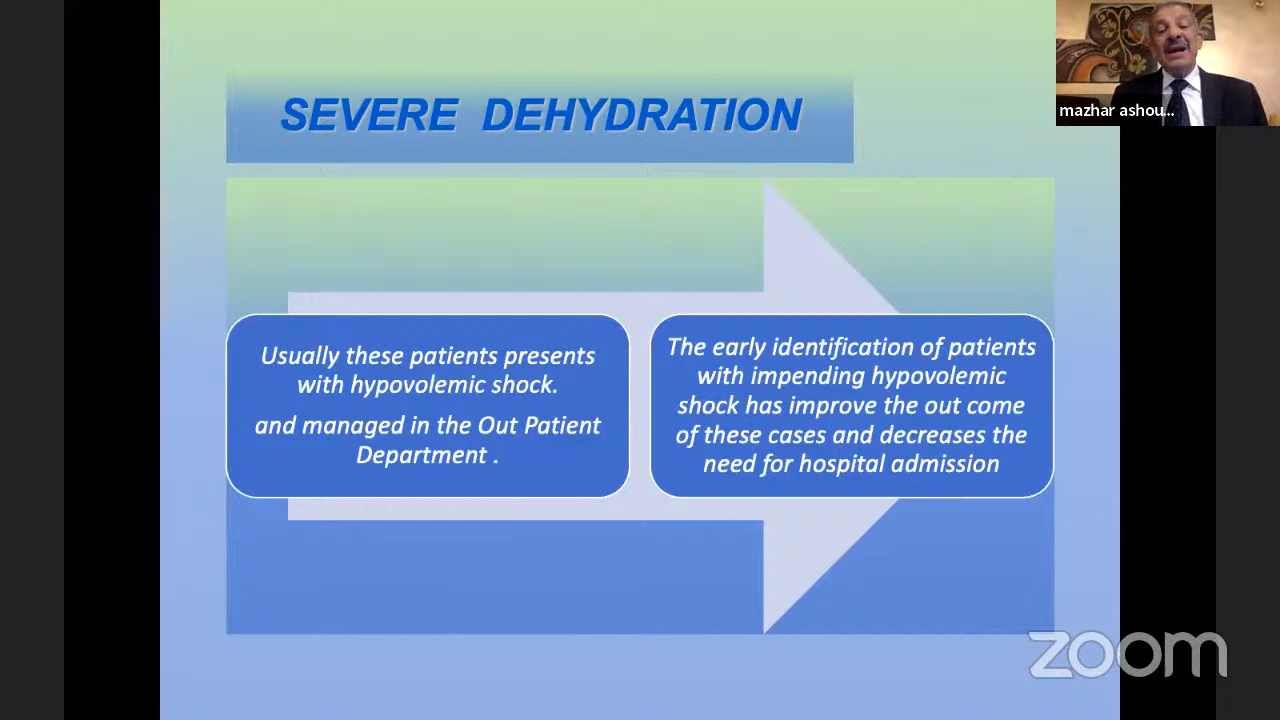 SEVERE DEHYDRATION
mazhar ashou...
Usually these patients presents
with hypovolemic shock.
and managed in the Out Patient
Department .
The early identification of patients
with impending hypovolemic
shock has improve the out come
of these cases and decreases the
need for hospital admission
zoom